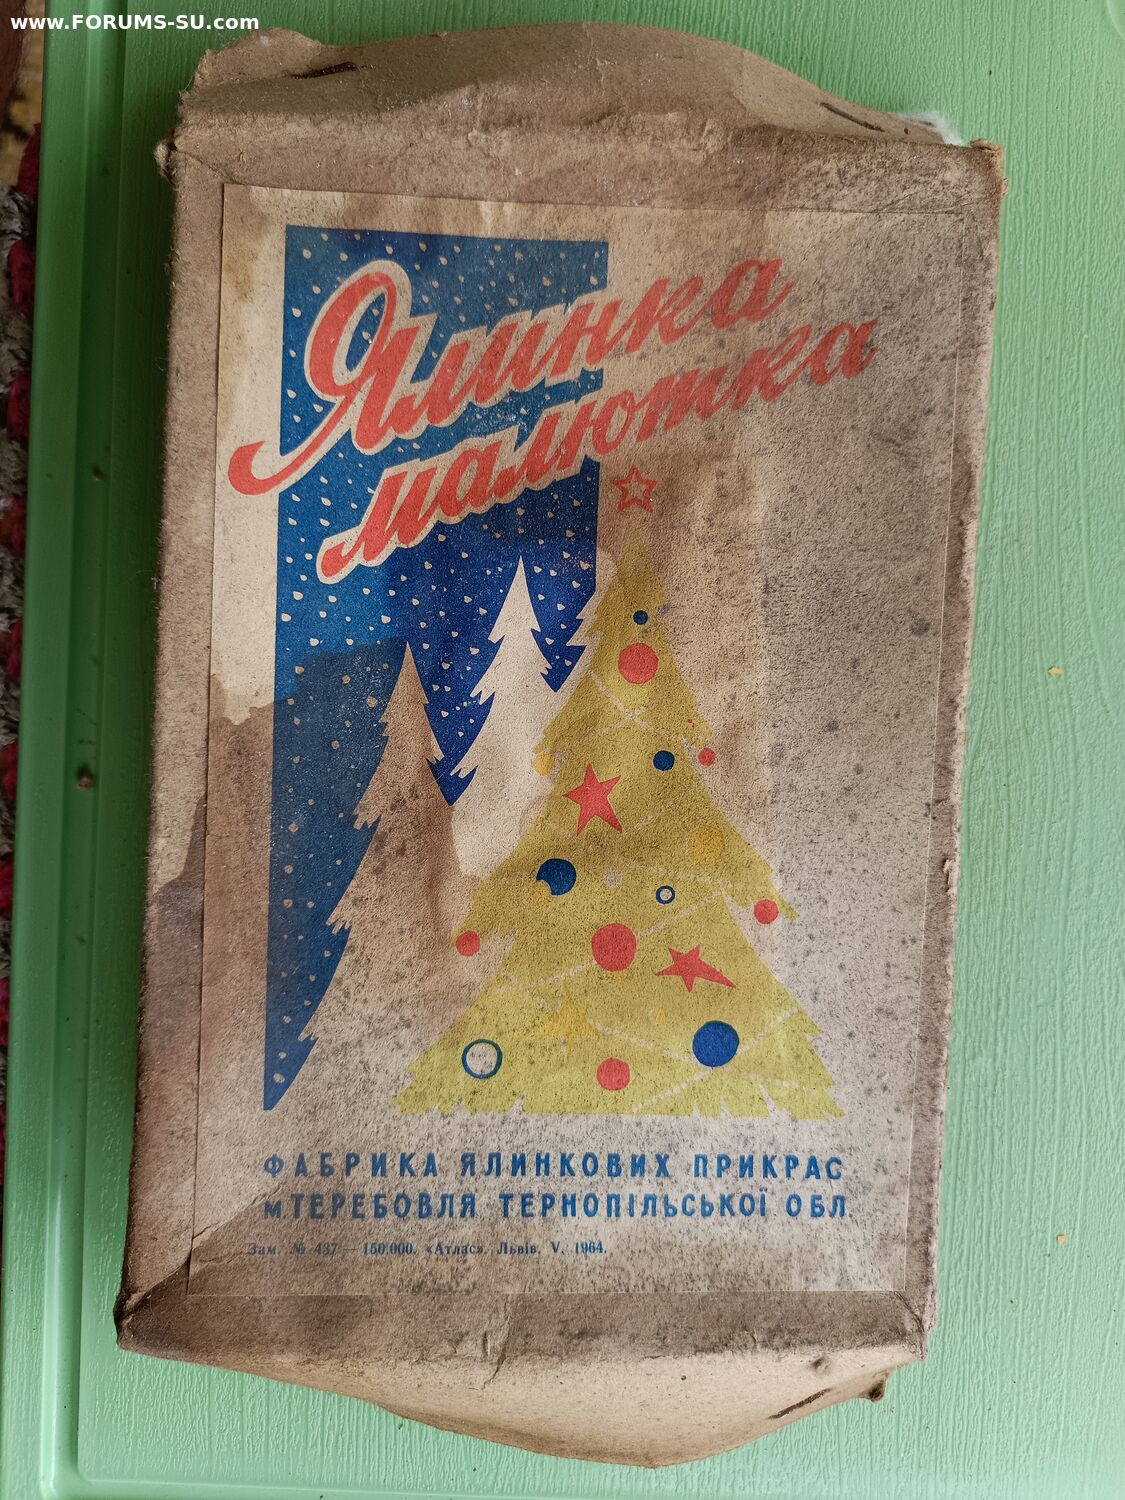 www.FORUMS-SU.com
Ялинка
малютка
ФАБРИКА ЯЛИНКОВИХ ПРИКРАС
м.ТЕРЕБОВЛЯ ТЕРНОПІЛЬСЬКОЇ ОБЛ.
Зам. № 437 — 150.000. «Атлас». Львів. V. 1964.